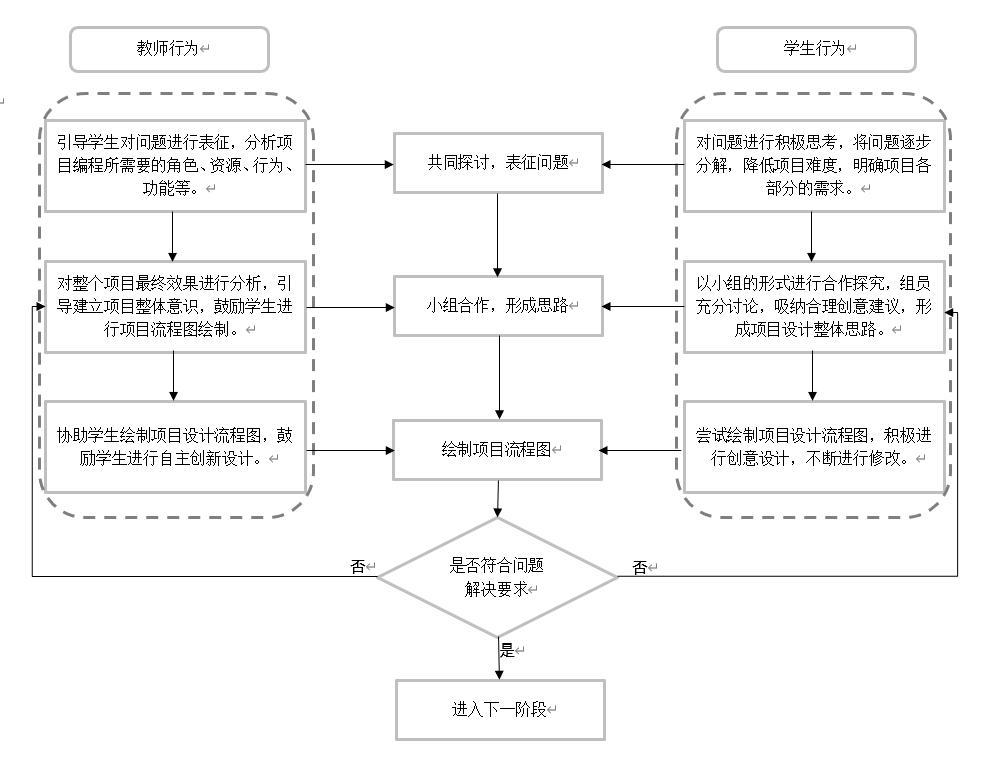 教师行为
学生行为
引导学生对问题进行表征，分析项
目编程所需要的角色、资源、行为、
功能等。
共同探讨，表征问题
对问题进行积极思考，将问题逐步
分解，降低项目难度，明确项目各
部分的需求。
对整个项目最终效果进行分析，引
导建立项目整体意识，鼓励学生进
行项目流程图绘制。
小组合作，形成思路
以小组的形式进行合作探究，组员
充分讨论，吸纳合理创意建议，形
成项目设计整体思路。
协助学生绘制项目设计流程图，鼓
励学生进行自主创新设计。
绘制项目流程图
尝试绘制项目设计流程图，积极进
行创意设计，不断进行修改。
否
是否符合问题
解决要求
否
是
进入下一阶段